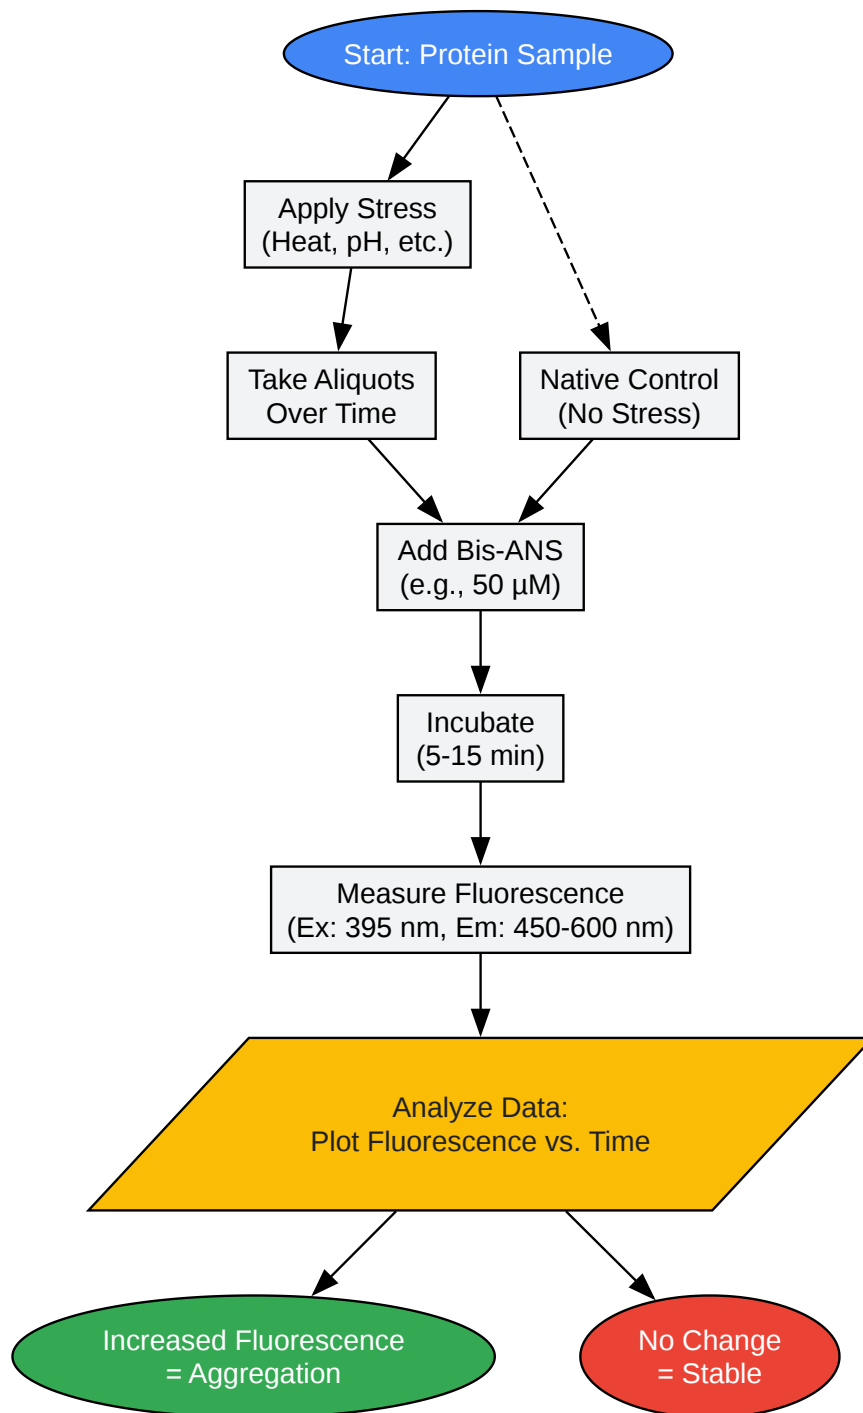 Start: Protein Sample
Apply Stress
(Heat, pH, etc.)
Take Aliquots
Over Time
Native Control
(No Stress)
Add Bis-ANS
(e.g., 50 µM)
Incubate
(5-15 min)
Measure Fluorescence
(Ex: 395 nm, Em: 450-600 nm)
Analyze Data:
Plot Fluorescence vs. Time
Increased Fluorescence
= Aggregation
No Change
= Stable